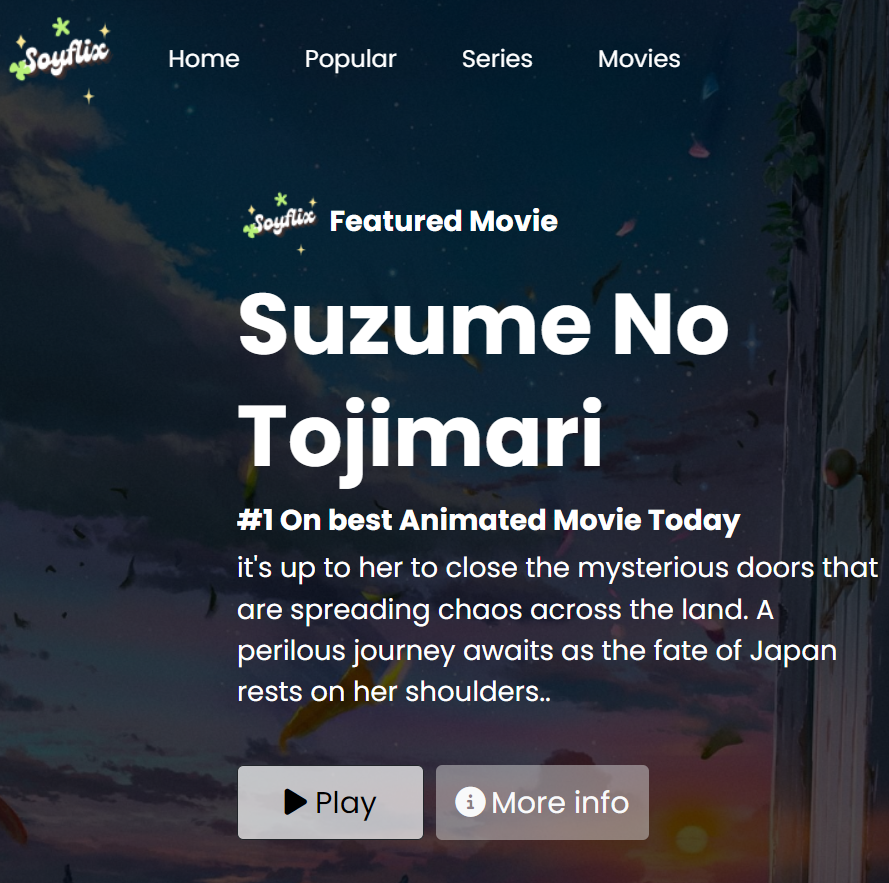 Soyflix
Home Popular Series Movies
Soyflix Featured Movie
Suzume No
Tojimari
#1 On best Animated Movie Today
it's up to her to close the mysterious doors that
are spreading chaos across the land. A
perilous journey awaits as the fate of Japan
rests on her shoulders..
Play More info